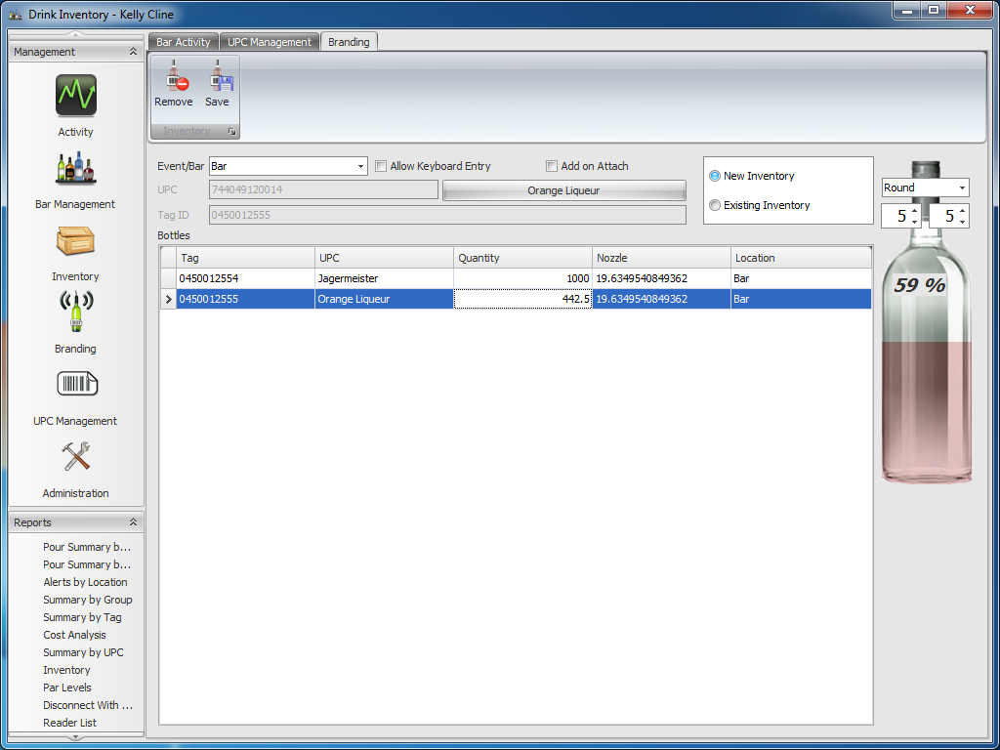 Drink Inventory - Kelly Cline
Management
Activity
Bar Management
Inventory
Branding
UPC Management
Administration
Reports
Pour Summary b...
Pour Summary b...
Alerts by Location
Summary by Group
Summary by Tag
Cost Analysis
Summary by UPC
Inventory
Par Levels
Disconnect With ...
Reader List
Bar Activity UPC Management Branding
Remove Save
Inventory
Event/Bar Bar Allow Keyboard Entry Add on Attach
UPC 744049120014 Orange Liqueur
Tag ID 0450012555
New Inventory
Existing Inventory
Round
5 5
59 %
Bottles
Tag UPC Quantity Nozzle Location
0450012554 Jagermeister 1000 19.6349540849362 Bar
0450012555 Orange Liqueur 442.5 19.6349540849362 Bar